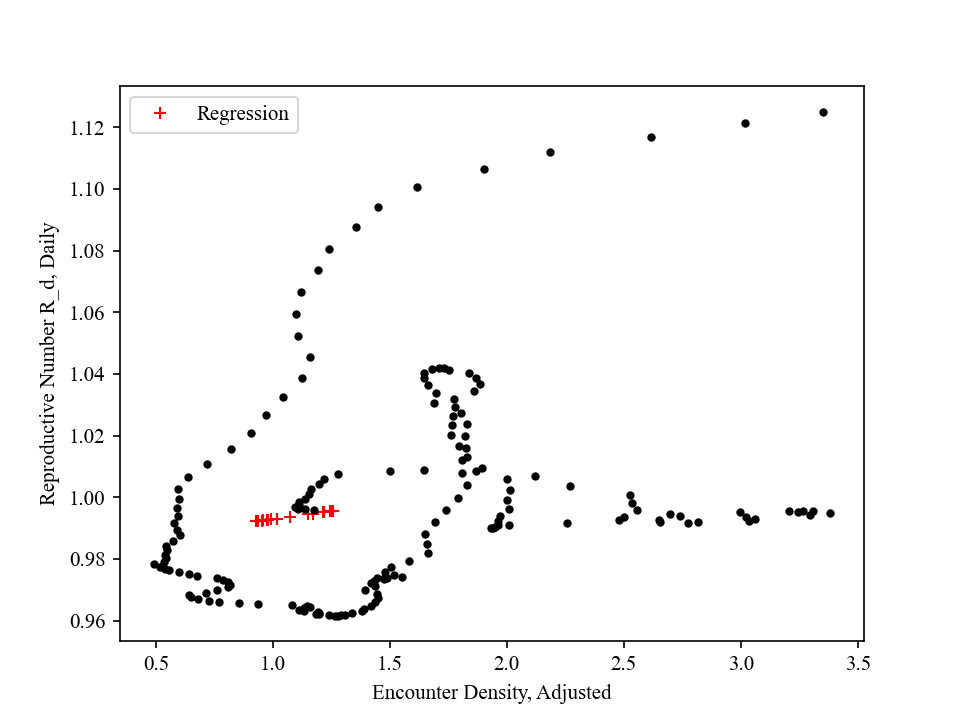 Regression
1.12
1.10
1.08
1.06
1.04
1.02
1.00
0.98
0.96
Reproductive Number R_d, Daily
0.5 1.0 1.5 2.0 2.5 3.0 3.5
Encounter Density, Adjusted